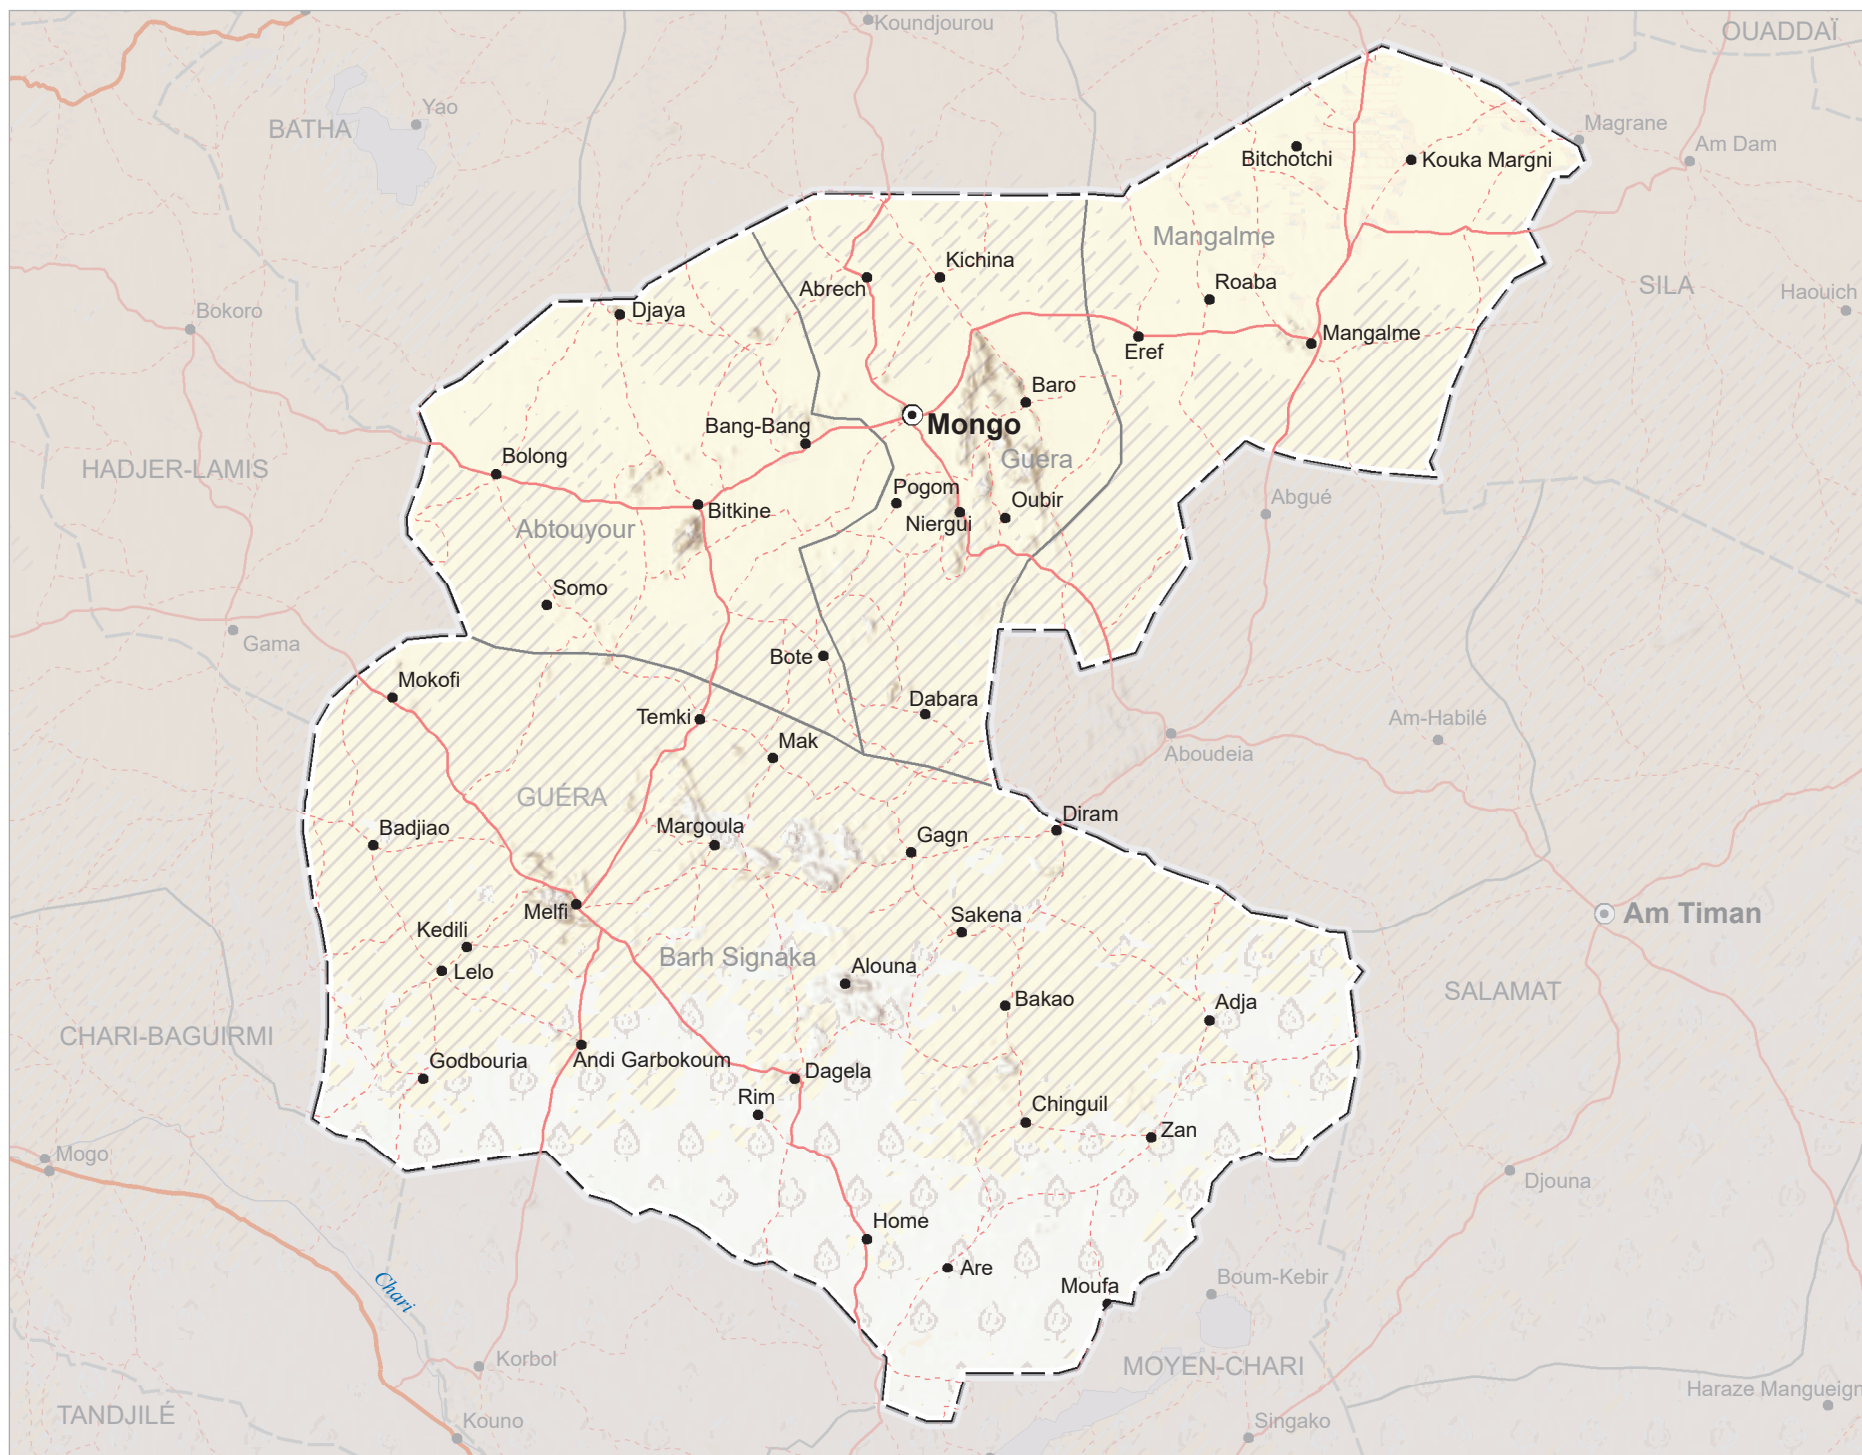 Koundjourou
OUADDAÏ
Yao
BATHA
Magrane
Am Dam
Bitchotchi
Kouka Margni
Mangalme
Kichina
Abrech
Roaba
SILA
Haouich
Bokoro
Djaya
Mangalme
Eref
Baro
Mongo
Bang-Bang
Guera
HADJER-LAMIS
Bolong
Pogom
Oubir
Abgué
Bitkine
Niergui
Abtouyour
Somo
Gama
Bote
Mokofi
Dabara
Temki
Am-Habilé
Mak
Aboudeia
GUÉRA
Diram
Badjiao
Margoula
Gagn
Melfi
Sakena
Am Timan
Kedili
Lelo
Barh Signaka
Alouna
SALAMAT
Bakao
Adja
CHARI-BAGUIRMI
Godbouria
Andi Garbokoum
Dagela
Rim
Chinguil
Zan
Mogo
Djouna
Home
Are
Moufa
Boum-Kebir
Chari
Korbol
MOYEN-CHARI
Haraze Mangueign
TANDJILÉ
Kouno
Singako